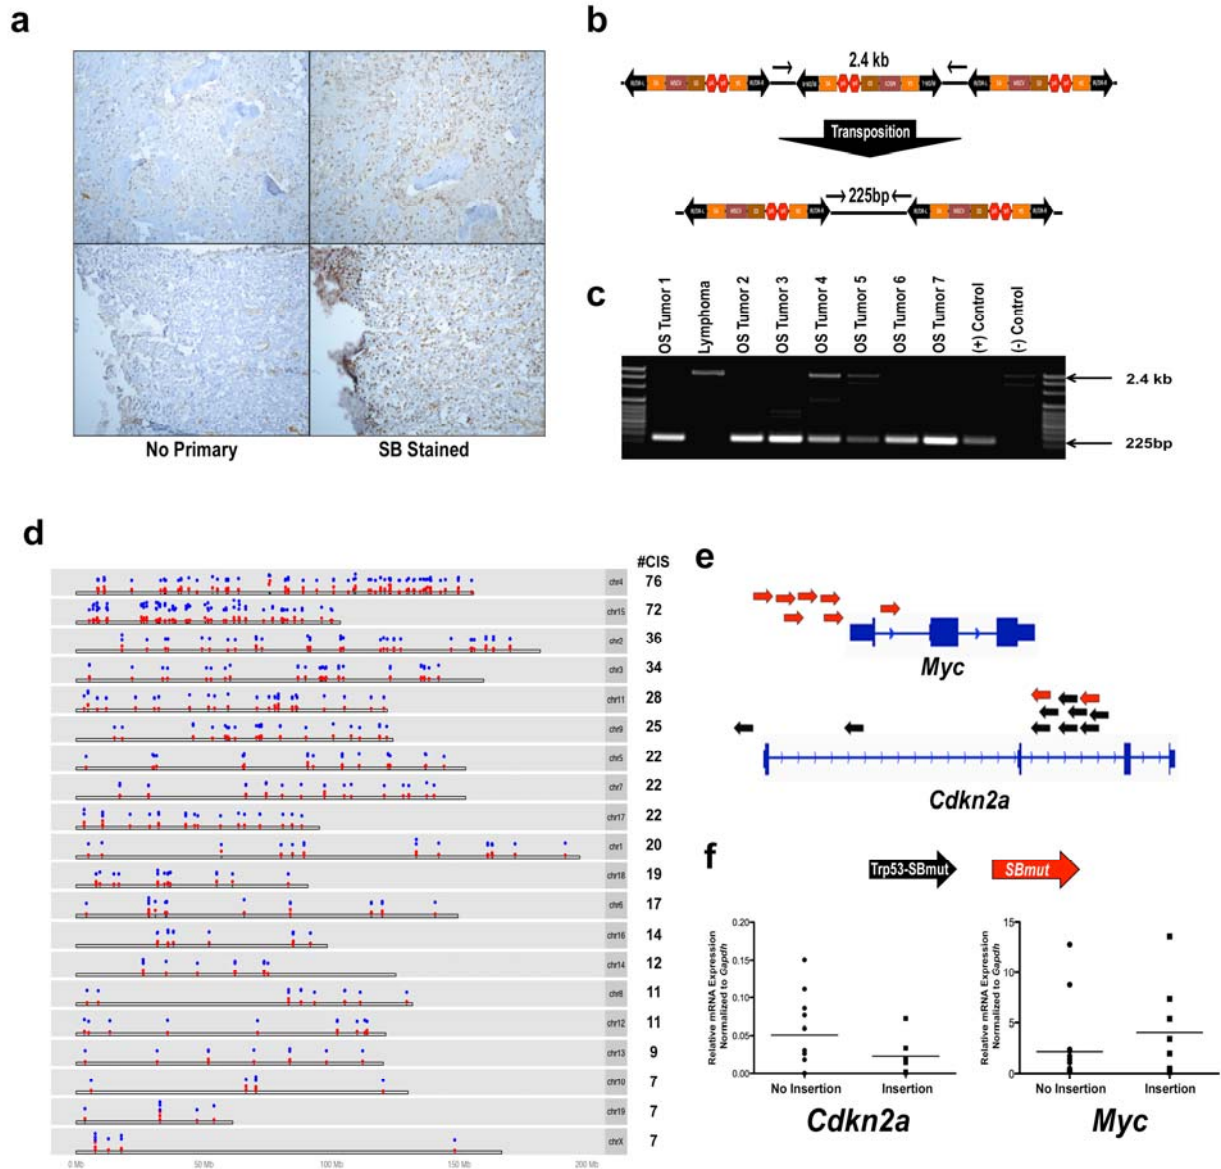 a
No Primary
SB Stained
b
2.4 kb
Transposition
225bp
c
OS Tumor 1
Lymphoma
OS Tumor 2
OS Tumor 3
OS Tumor 4
OS Tumor 5
OS Tumor 6
OS Tumor 7
(+) Control
(-) Control
2.4 kb
225bp
d
#CIS
chr4 76
chr15 72
chr2 36
chr3 34
chr11 28
chr9 25
chr5 22
chr7 22
chr17 22
chr1 20
chr18 19
chr6 17
chr16 14
chr14 12
chr8 11
chr12 11
chr13 9
chr10 7
chr19 7
chrX 7
0 Mb 50 Mb 100 Mb 150 Mb 200 Mb
e
Myc
Cdkn2a
Trp53-SBmut
SBmut
f
Relative mRNA Expression
Normalized to Gapdh
0.20
0.15
0.10
0.05
0.00
No Insertion Insertion
Cdkn2a
Relative mRNA Expression
Normalized to Gapdh
15
10
5
0
No Insertion Insertion
Myc